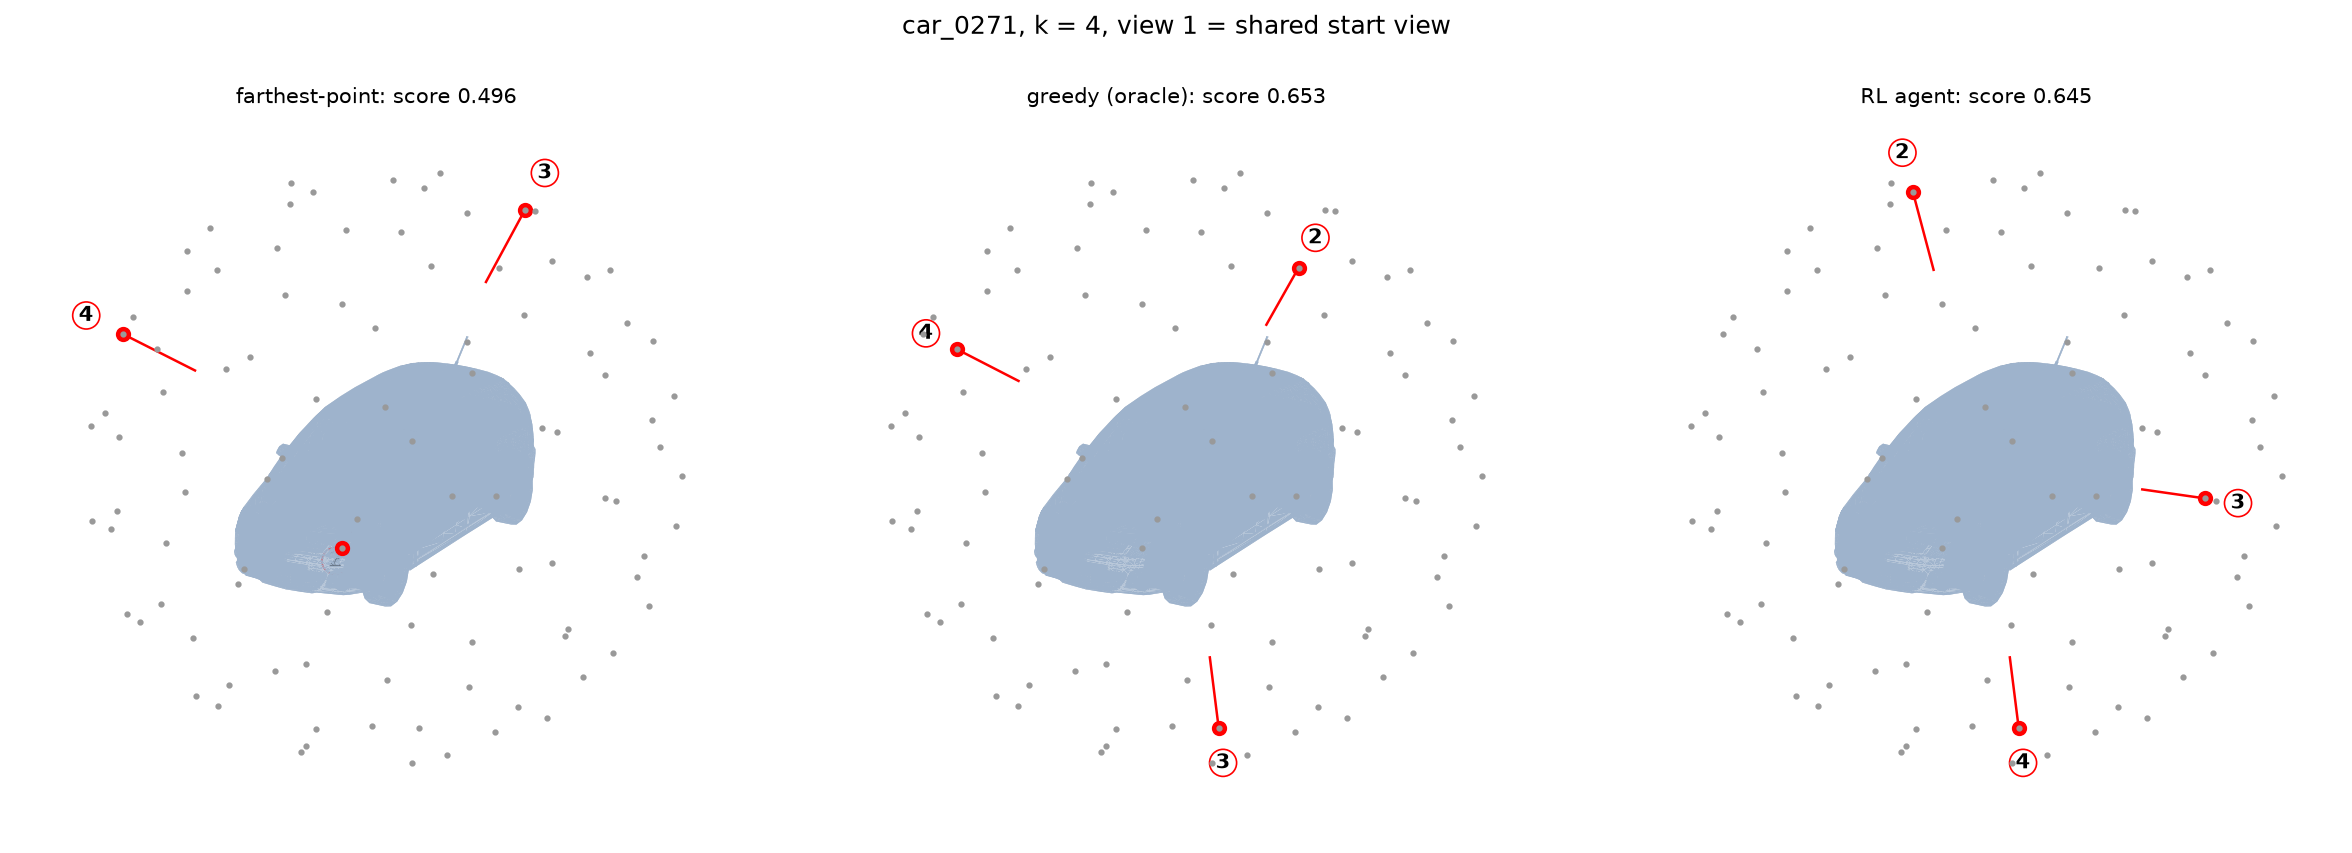 car_0271, k = 4, view 1 = shared start view
farthest-point: score 0.496
3
4
greedy (oracle): score 0.653
2
4
3
RL agent: score 0.645
2
3
4